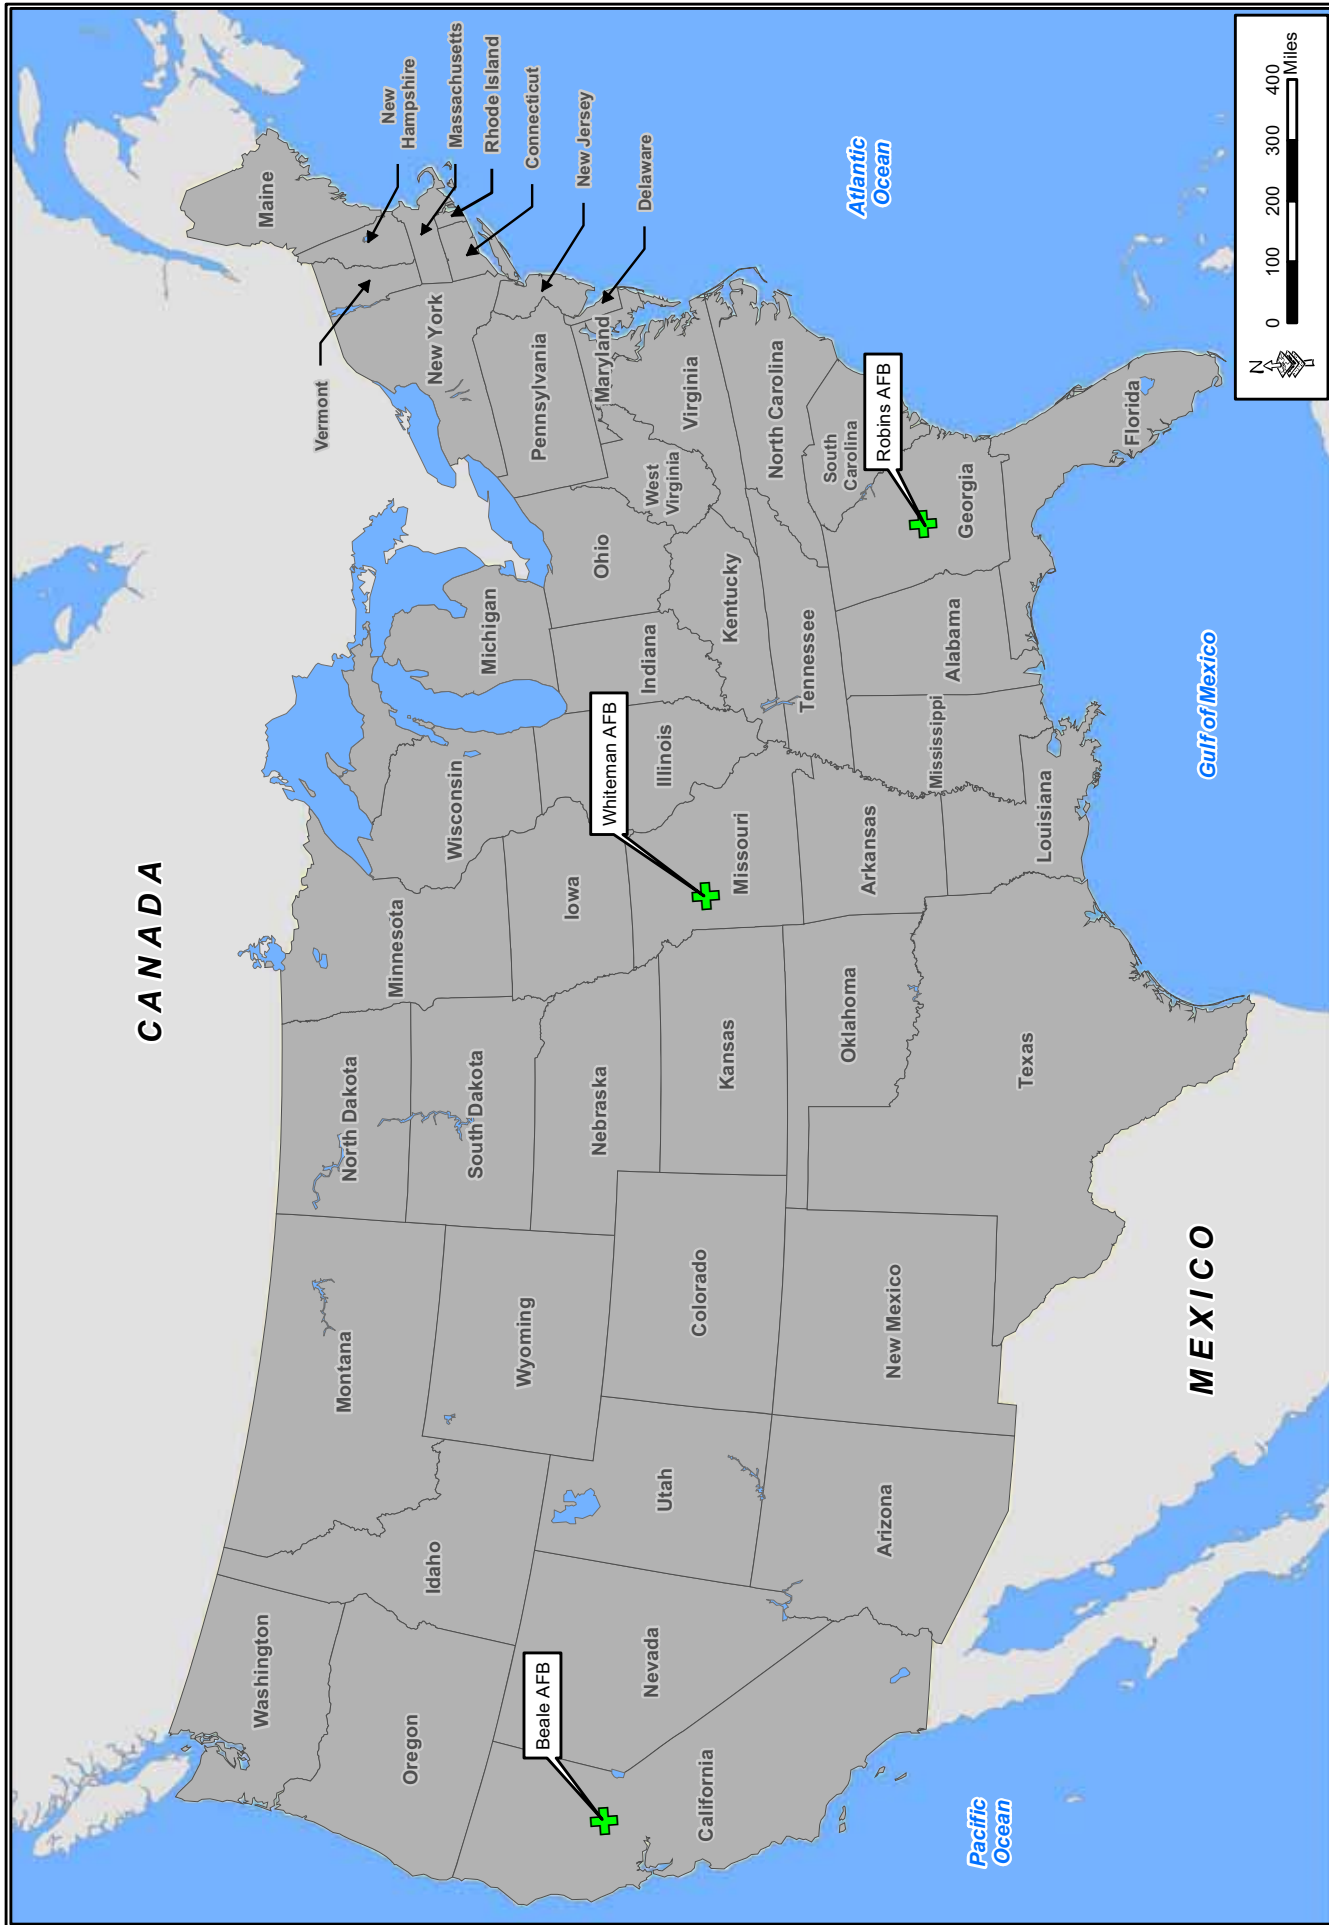 CANADA
Washington
Montana
North Dakota
Minnesota
Vermont
Maine
New
Hampshire
Massachusetts
Rhode Island
Connecticut
New Jersey
Delaware
Oregon
Idaho
Wyoming
South Dakota
Wisconsin
Michigan
New York
Pennsylvania
Maryland
Beale AFB
Nevada
Utah
Colorado
Nebraska
Iowa
Whiteman AFB
Illinois
Indiana
Ohio
West
Virginia
Virginia
California
Kansas
Missouri
Kentucky
Tennessee
North Carolina
South
Carolina
Robins AFB
Atlantic
Ocean
Arizona
New Mexico
Oklahoma
Arkansas
Mississippi
Alabama
Georgia
Pacific
Ocean
Texas
Louisiana
Florida
MEXICO
Gulf of Mexico
N
0 100 200 300 400
Miles